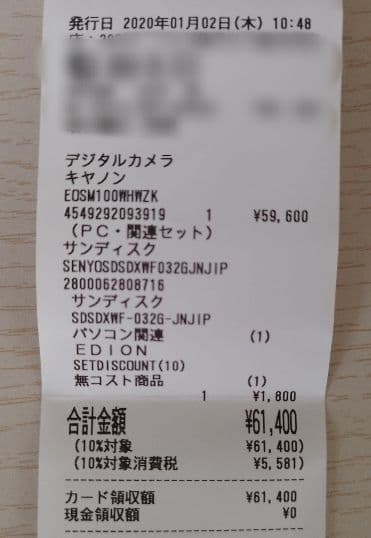 発行日 2020年01月02日(木) 10:48
デジタルカメラ
キヤノン
EOSM100WHWZK
4549292093919 1 ¥59,600
(PC・関連セット)
サンディスク
SENYOSDSDXWF032GJNJIP
2800062808716
サンディスク
SDSDXWF-032G-JNJIP
パソコン関連 (1)
EDION
SETDISCOUNT(10)
無コスト商品 (1)
1 ¥1,800
合計金額 ¥61,400
(10%対象 ¥61,400)
(10%対象消費税 ¥5,581)
カード領収額 ¥61,400
現金領収額 ¥0